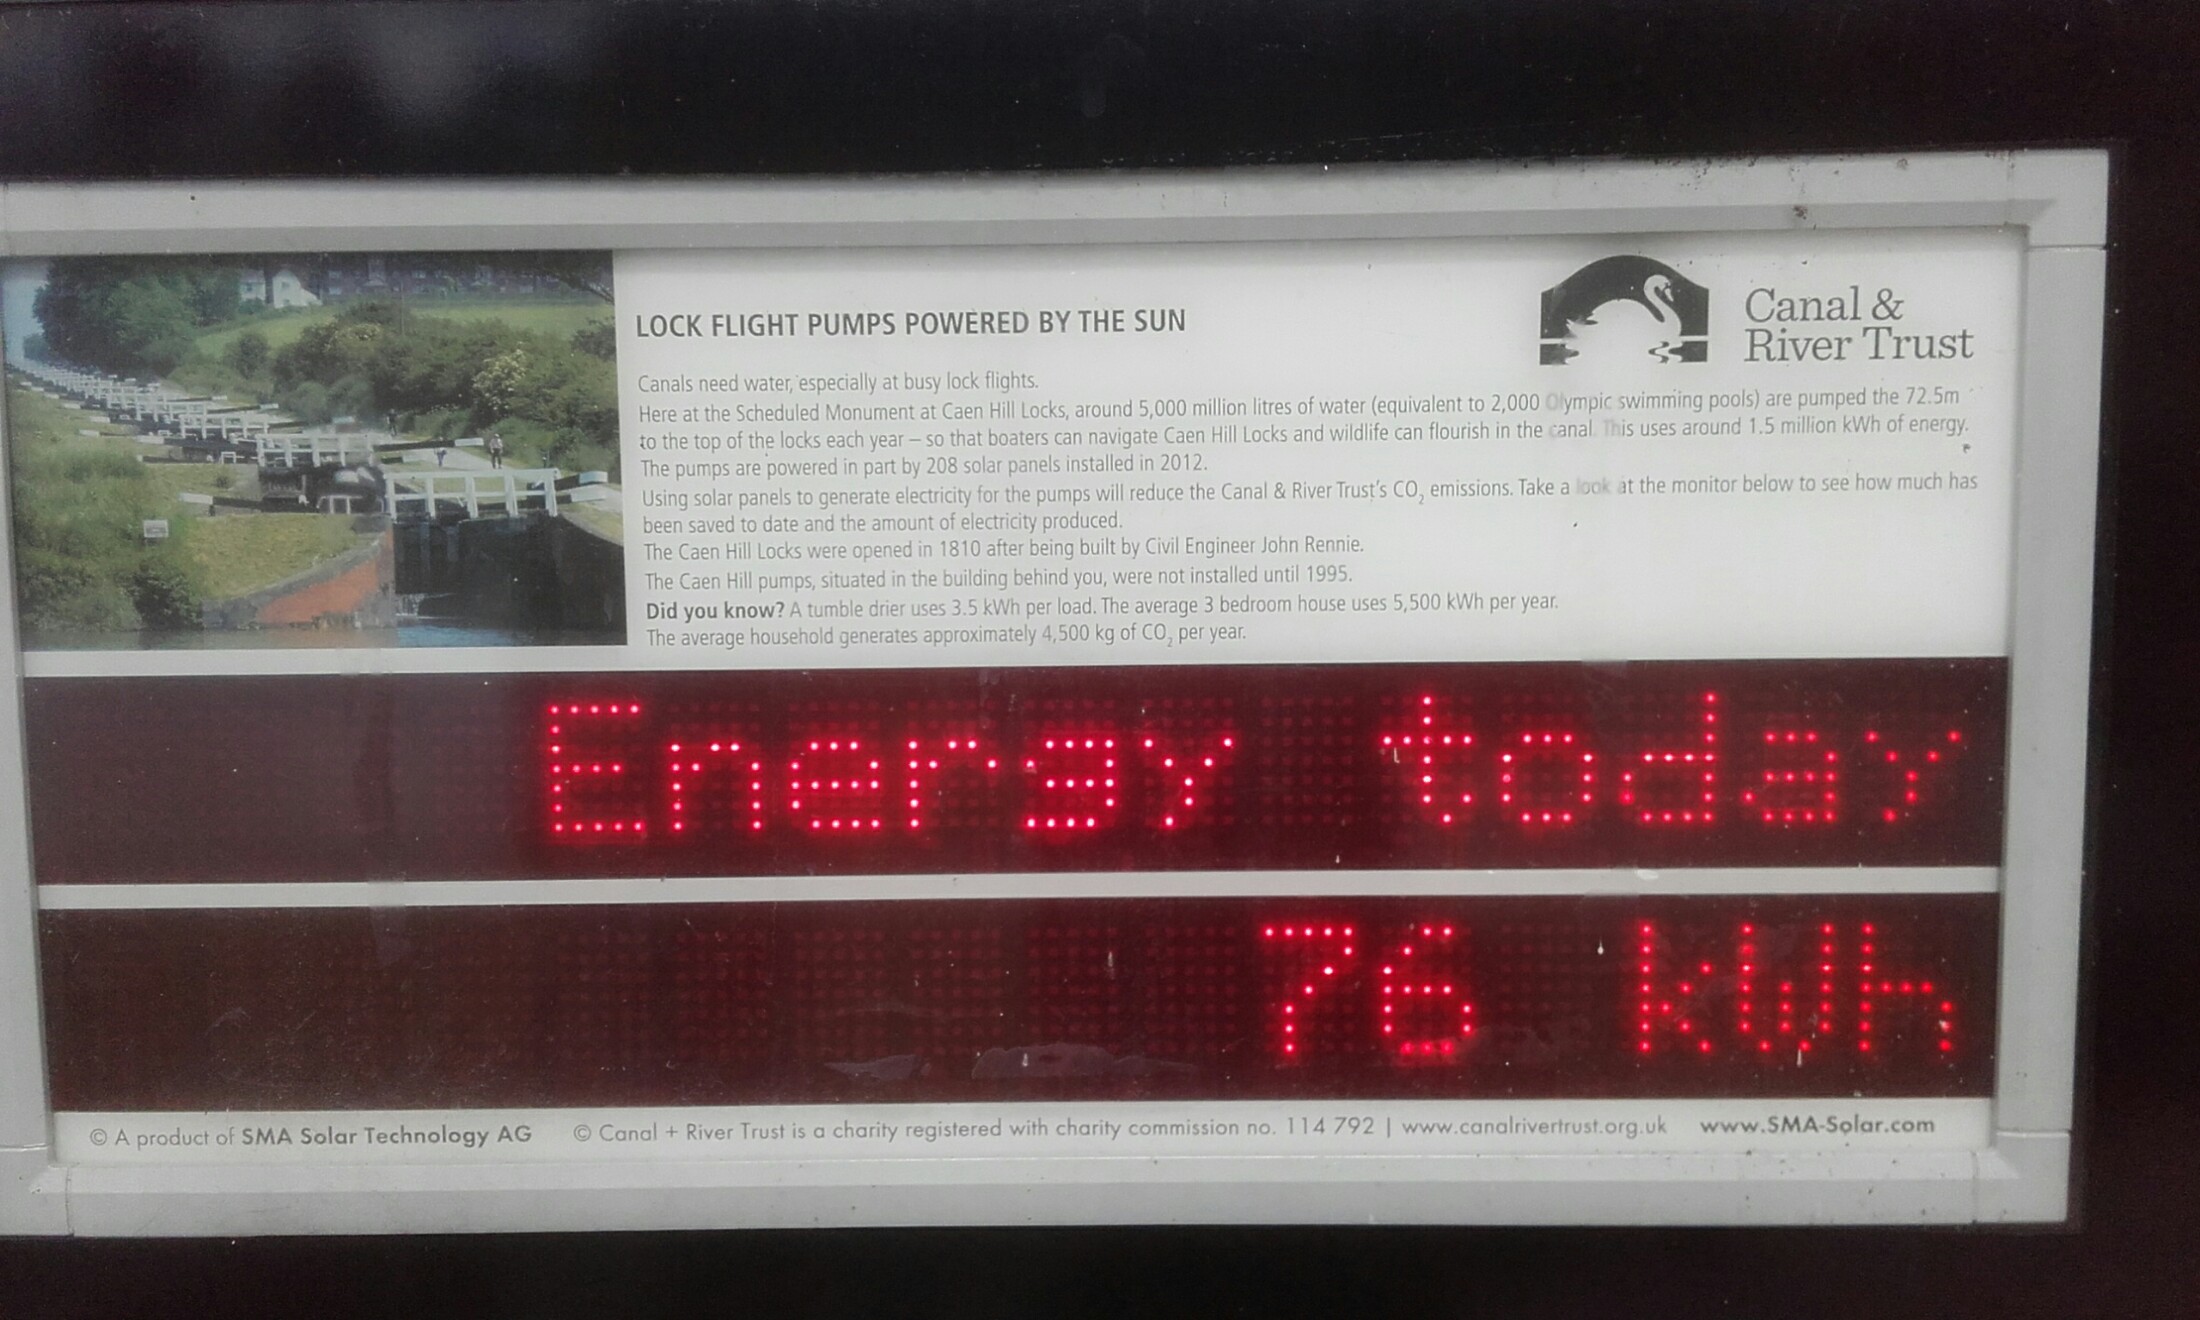 Canal &
River Trust
LOCK FLIGHT PUMPS POWERED BY THE SUN
Canals need water, especially at busy lock flights.
Here at the Scheduled Monument at Caen Hill Locks, around 5,000 million litres of water (equivalent to 2,000 Olympic swimming pools) are pumped the 72.5m
to the top of the locks each year – so that boaters can navigate Caen Hill Locks and wildlife can flourish in the canal. This uses around 1.5 million kWh of energy.
The pumps are powered in part by 208 solar panels installed in 2012.
Using solar panels to generate electricity for the pumps will reduce the Canal & River Trust's CO₂ emissions. Take a look at the monitor below to see how much has
been saved to date and the amount of electricity produced.
The Caen Hill Locks were opened in 1810 after being built by Civil Engineer John Rennie.
The Caen Hill pumps, situated in the building behind you, were not installed until 1995.
Did you know? A tumble drier uses 3.5 kWh per load. The average 3 bedroom house uses 5,500 kWh per year.
The average household generates approximately 4,500 kg of CO₂ per year.
Energy today
76 kWh
© A product of SMA Solar Technology AG © Canal + River Trust is a charity registered with charity commission no. 114 792 | www.canalrivertrust.org.uk www.SMA-Solar.com